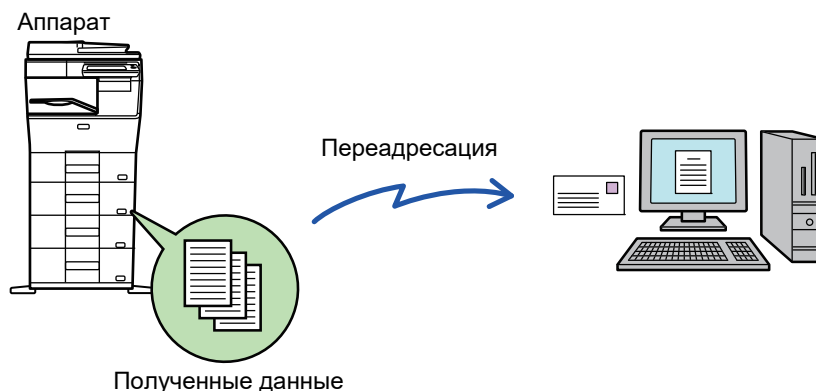 Аппарат
Переадресация
Полученные данные